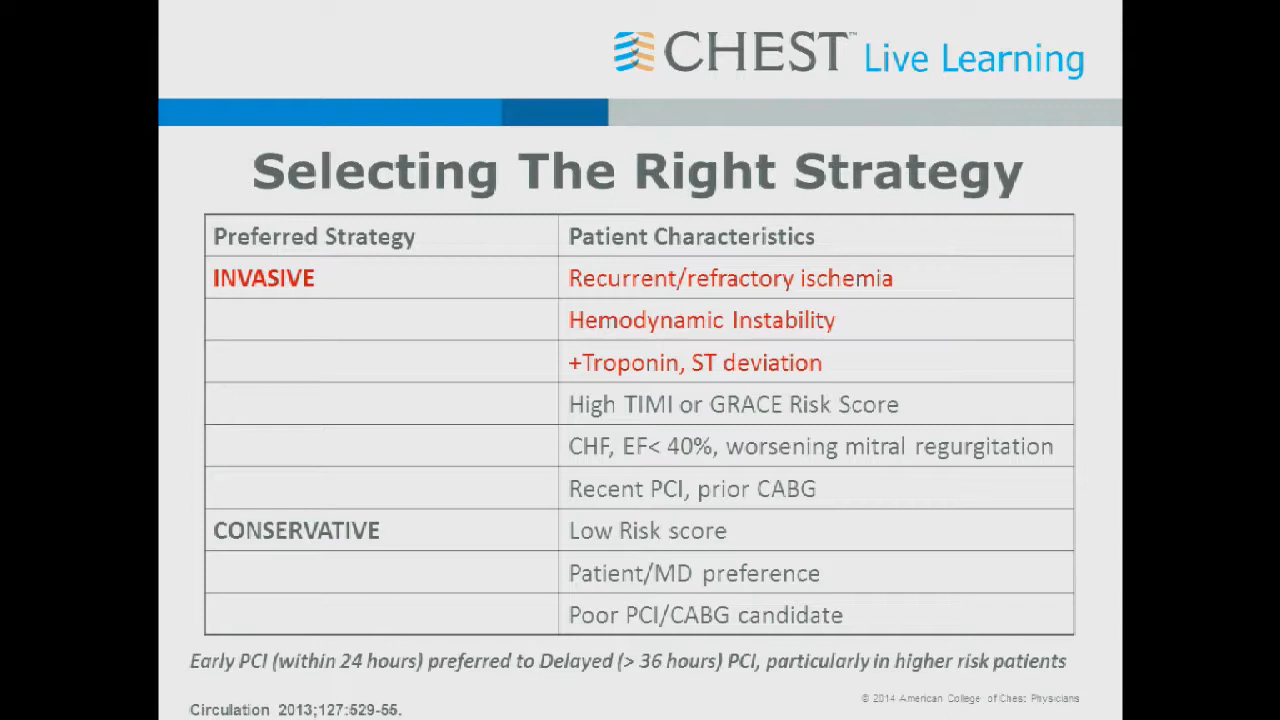 CHEST™ Live Learning
Selecting The Right Strategy
Preferred Strategy Patient Characteristics
INVASIVE Recurrent/refractory ischemia
Hemodynamic Instability
+Troponin, ST deviation
High TIMI or GRACE Risk Score
CHF, EF< 40%, worsening mitral regurgitation
Recent PCI, prior CABG
CONSERVATIVE Low Risk score
Patient/MD preference
Poor PCI/CABG candidate
Early PCI (within 24 hours) preferred to Delayed (> 36 hours) PCI, particularly in higher risk patients
© 2014 American College of Chest Physicians
Circulation 2013;127:529-55.